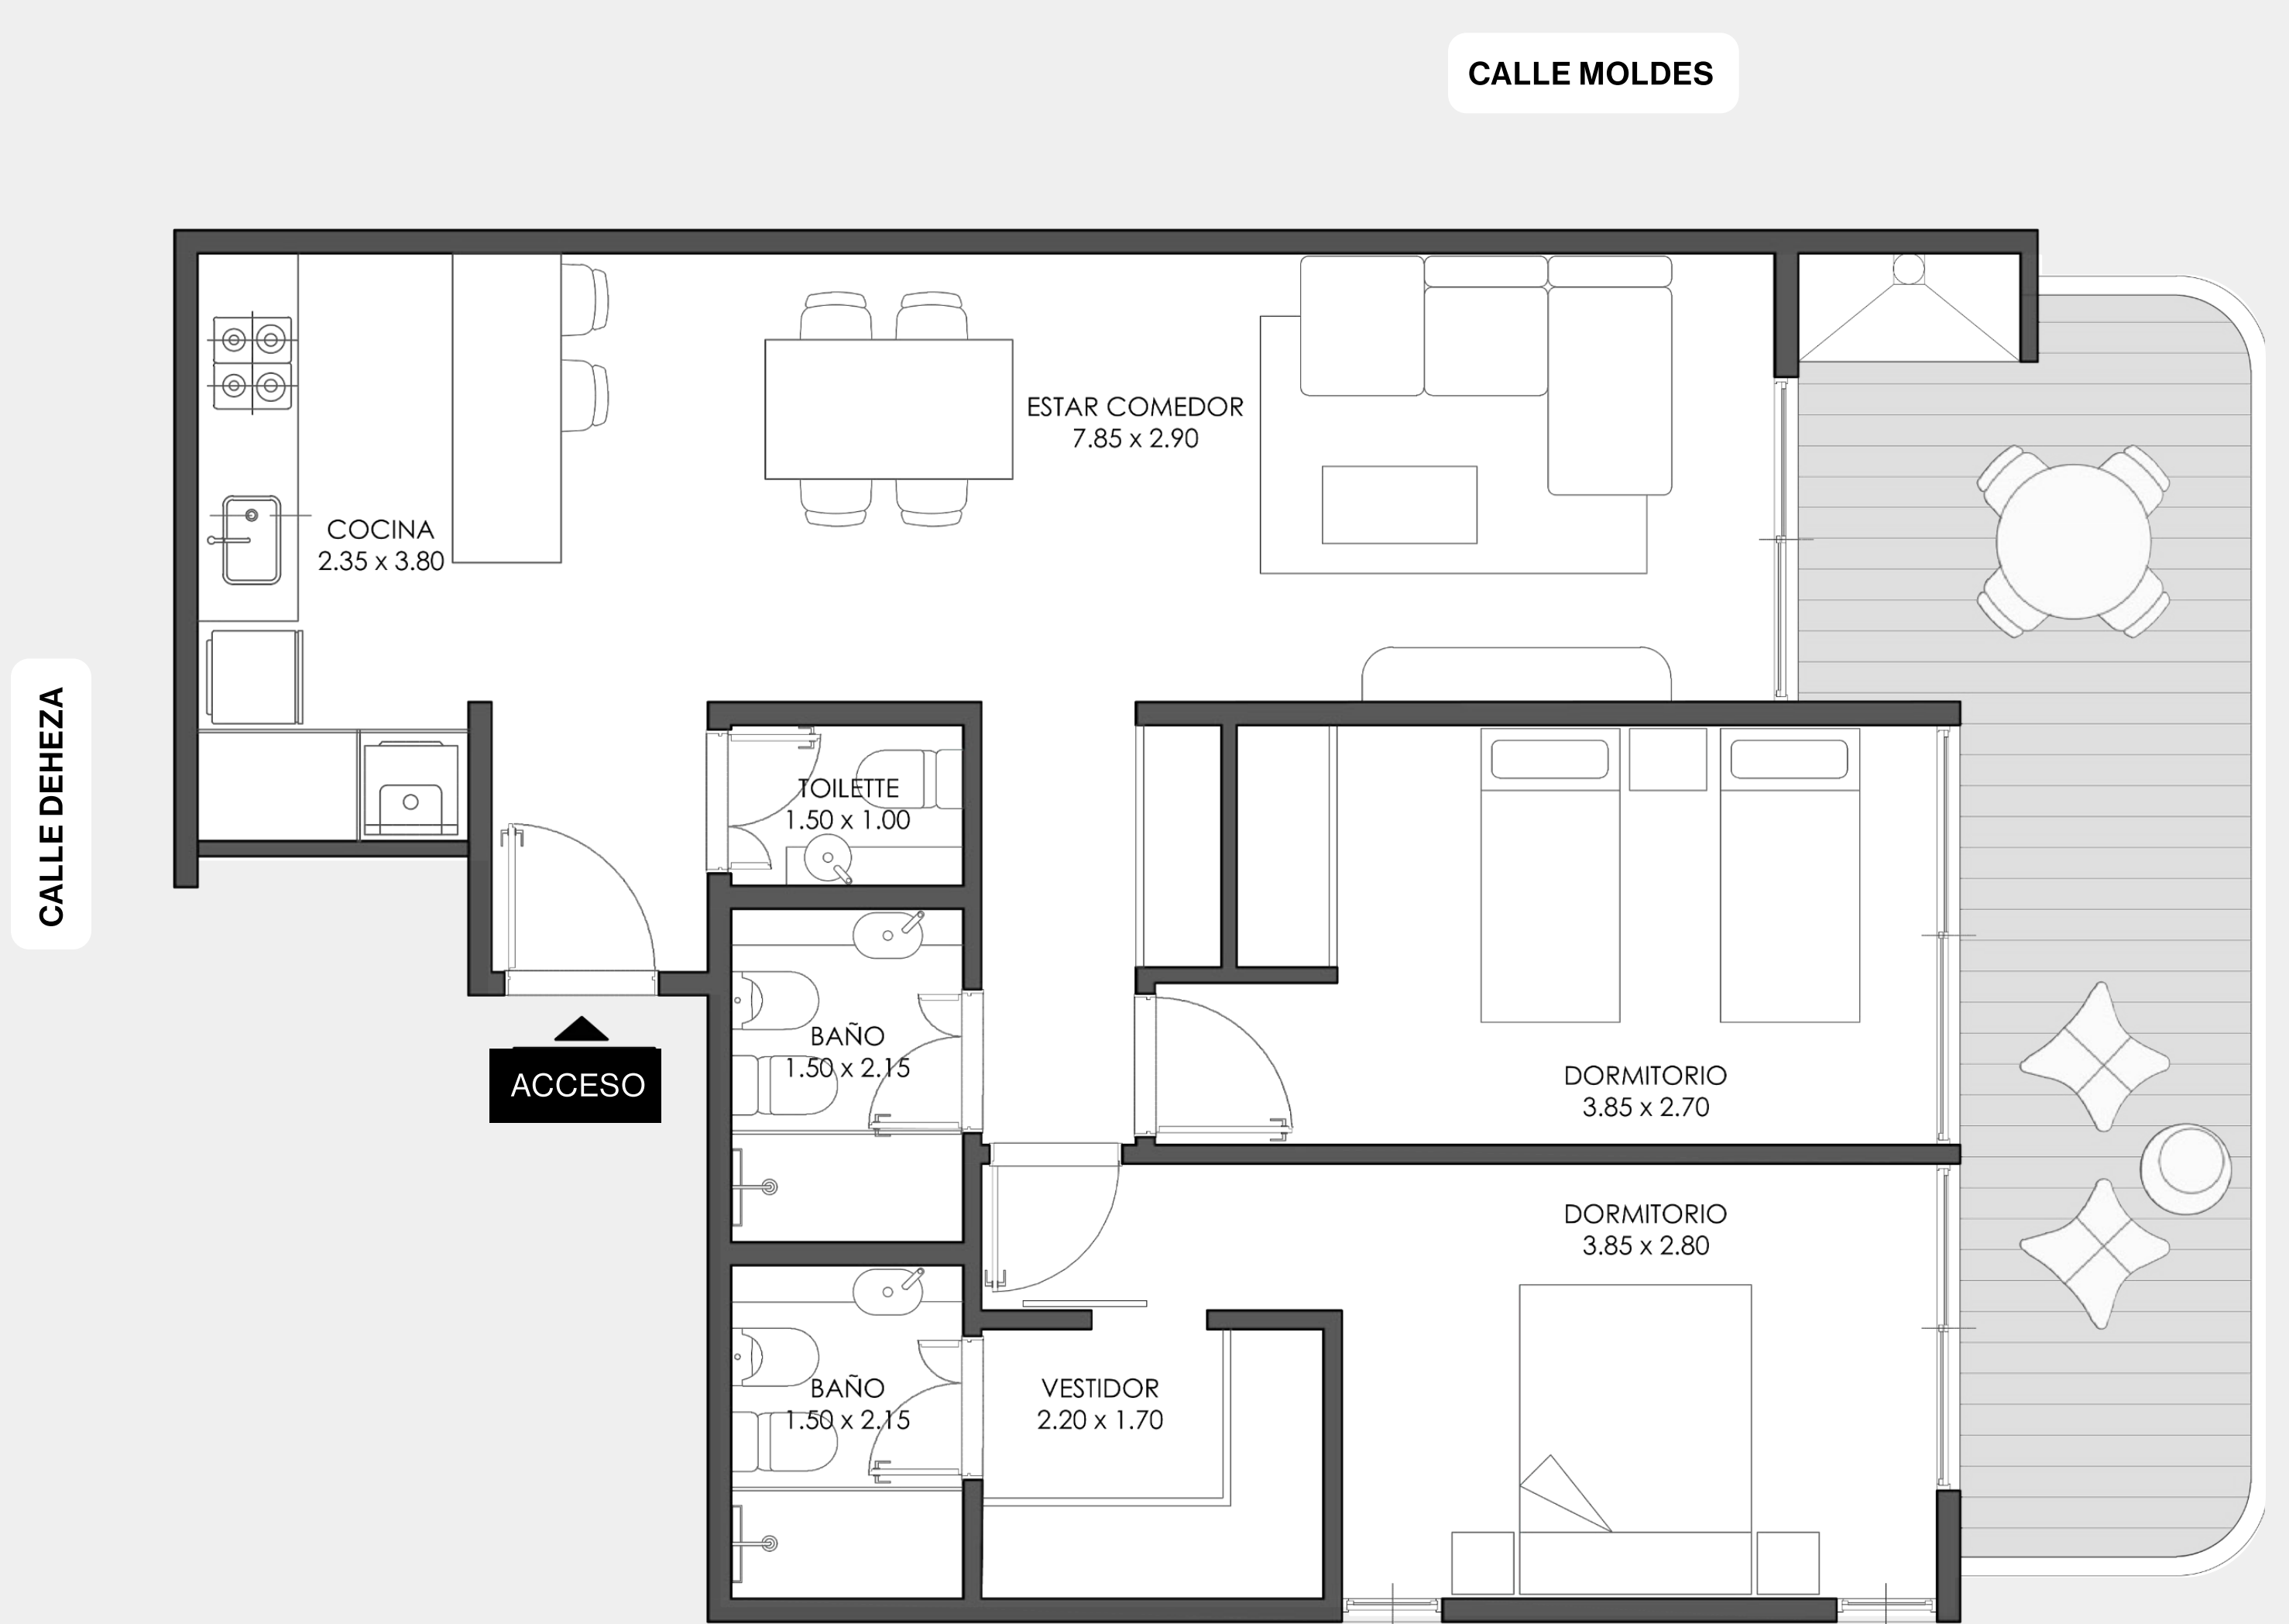 CALLE MOLDES
ESTAR COMEDOR
7.85 x 2.90
COCINA
2.35 x 3.80
CALLE DEHEZA
TOILETTE
1.50 x 1.00
BAÑO
1.50 x 2.15
ACCESO
DORMITORIO
3.85 x 2.70
DORMITORIO
3.85 x 2.80
BAÑO
1.50 x 2.15
VESTIDOR
2.20 x 1.70